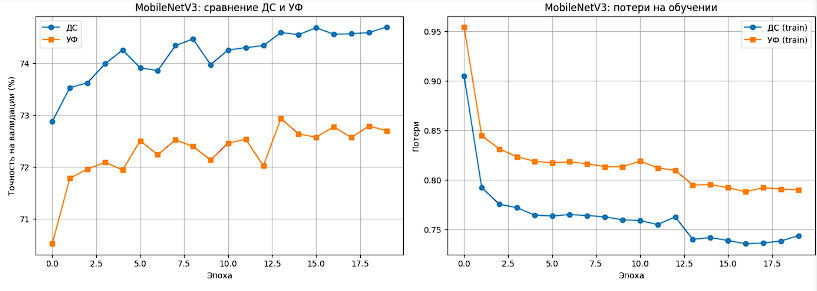 MobileNetV3: сравнение ДС и УФ
ДС
УФ
Точность на валидации (%)
74
73
72
71
0.0 2.5 5.0 7.5 10.0 12.5 15.0 17.5
Эпоха
MobileNetV3: потери на обучении
ДС (train)
УФ (train)
Потери
0.95
0.90
0.85
0.80
0.75
0.0 2.5 5.0 7.5 10.0 12.5 15.0 17.5
Эпоха